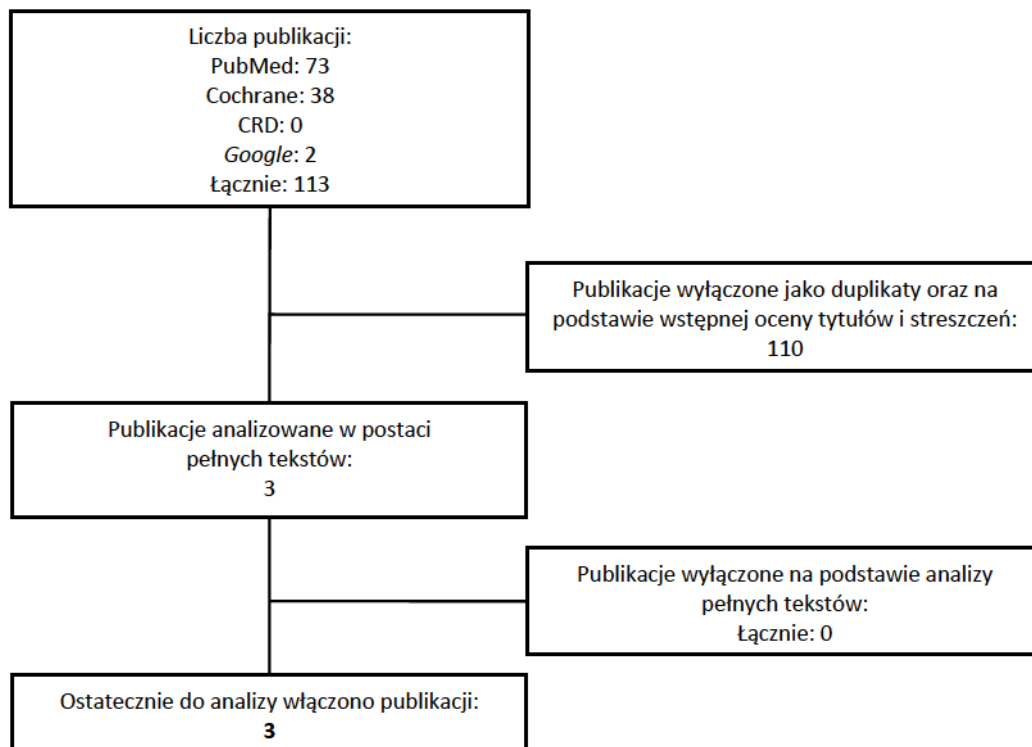 Liczba publikacji:
PubMed: 73
Cochrane: 38
CRD: 0
Google: 2
Łącznie: 113
Publikacje wyłączone jako duplikaty oraz na
podstawie wstępnej oceny tytułów i streszczeń:
110
Publikacje analizowane w postaci
pełnych tekstów:
3
Publikacje wyłączone na podstawie analizy
pełnych tekstów:
Łącznie: 0
Ostatecznie do analizy włączono publikacji:
3